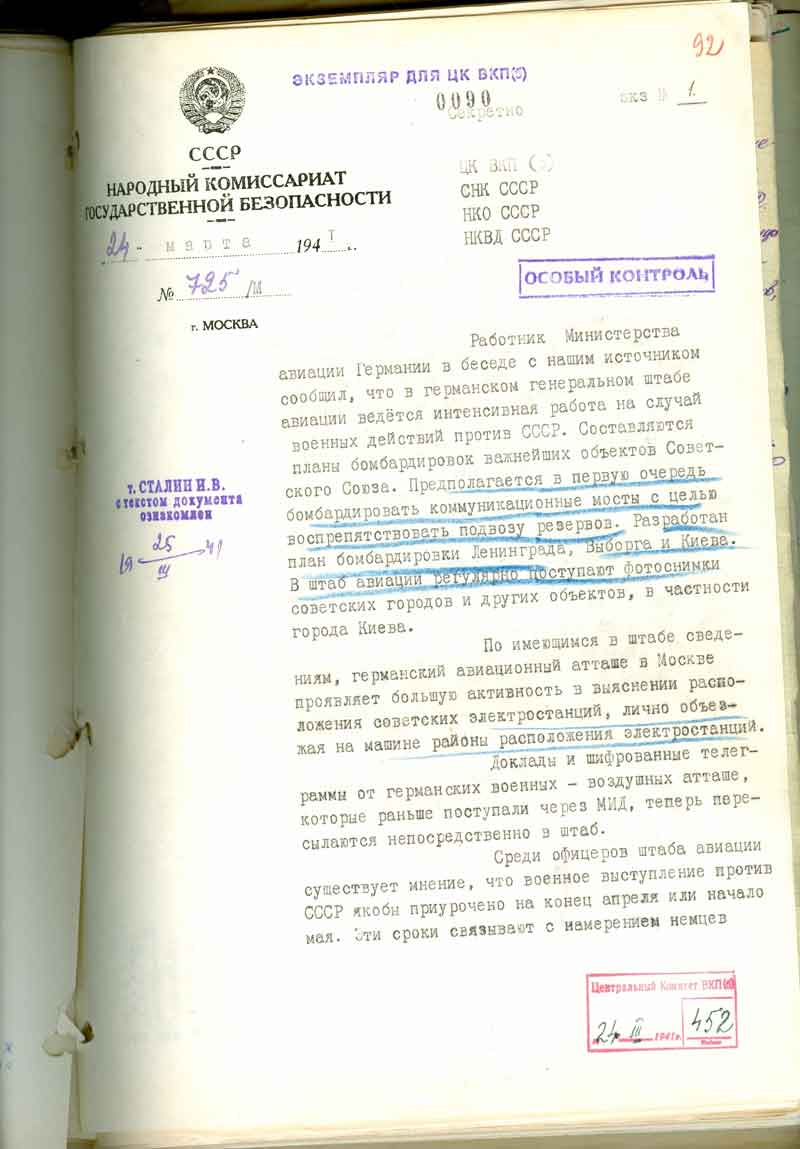 92
ЭКЗЕМПЛЯР ДЛЯ ЦК ВКП(б)
0090
Секретно
экз № 1.
СССР
НАРОДНЫЙ КОМИССАРИАТ
ГОСУДАРСТВЕННОЙ БЕЗОПАСНОСТИ
24 - марта 1941 г.
№ 725/М
г. МОСКВА
ЦК ВКП (б)
СНК СССР
НКО СССР
НКВД СССР
ОСОБЫЙ КОНТРОЛЬ
Работник Министерства
авиации Германии в беседе с нашим источником
сообщил, что в германском генеральном штабе
авиации ведётся интенсивная работа на случай
военных действий против СССР. Составляются
планы бомбардировок важнейших объектов Совет-
ского Союза. Предполагается в первую очередь
бомбардировать коммуникационные мосты с целью
воспрепятствовать подвозу резервов. Разработан
план бомбардировки Ленинграда, Выборга и Киева.
В штаб авиации регулярно поступают фотоснимки
советских городов и других объектов, в частности
города Киева.
т. СТАЛИН И.В.
с текстом документа
ознакомлен
19 25/III 41
По имеющимся в штабе сведе-
ниям, германский авиационный атташе в Москве
проявляет большую активность в выяснении распо-
ложения советских электростанций, лично объез-
жая на машине районы расположения электростанций.
Доклады и шифрованные телег-
раммы от германских военных - воздушных атташе,
которые раньше поступали через МИД, теперь пере-
сылаются непосредственно в штаб.
Среди офицеров штаба авиации
существует мнение, что военное выступление против
СССР якобы приурочено на конец апреля или начало
мая. Эти сроки связывают с намерением немцев
Центральный Комитет ВКП(б)
24 III 1941 г.
452